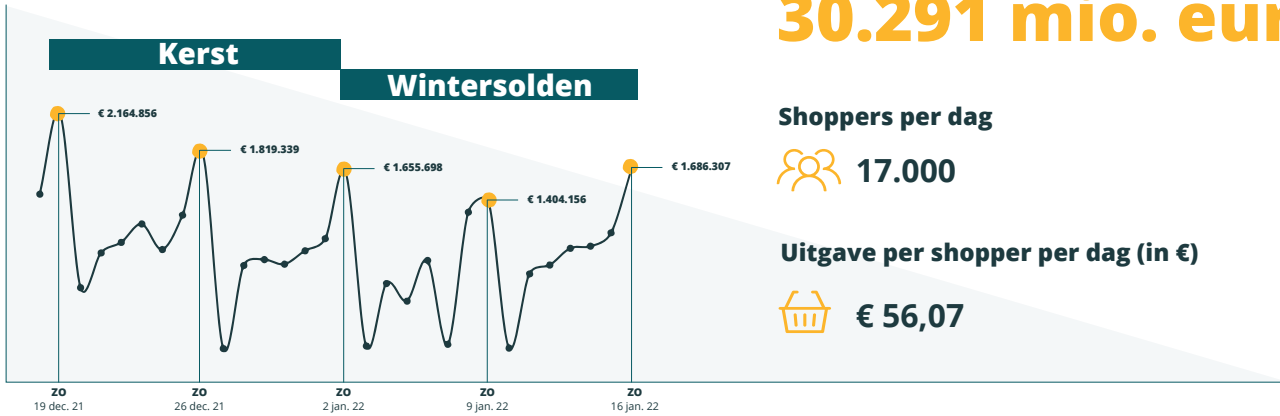 30.291 mio. eur
Kerst
Wintersolden
€ 2.164.856
€ 1.819.339
€ 1.655.698
€ 1.404.156
€ 1.686.307
Shoppers per dag
17.000
Uitgave per shopper per dag (in €)
€ 56,07
zo
19 dec. 21
zo
26 dec. 21
zo
2 jan. 22
zo
9 jan. 22
zo
16 jan. 22